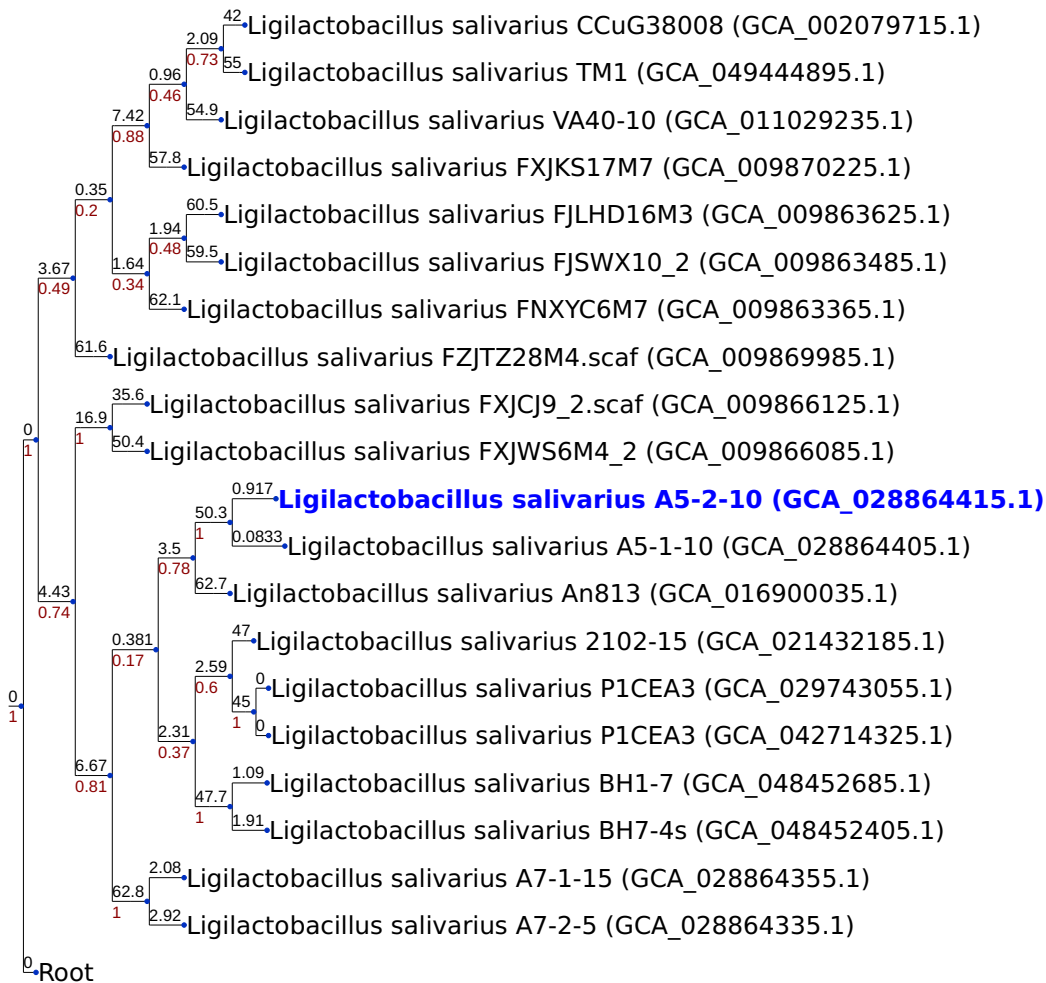 42
Ligilactobacillus salivarius CCuG38008 (GCA_002079715.1)
2.09
0.73
55
Ligilactobacillus salivarius TM1 (GCA_049444895.1)
0.96
0.46
54.9
Ligilactobacillus salivarius VA40-10 (GCA_011029235.1)
7.42
0.88
57.8
Ligilactobacillus salivarius FXJKS17M7 (GCA_009870225.1)
0.35
0.2
60.5
Ligilactobacillus salivarius FJLHD16M3 (GCA_009863625.1)
1.94
0.48
59.5
Ligilactobacillus salivarius FJSWX10_2 (GCA_009863485.1)
1.64
0.34
62.1
Ligilactobacillus salivarius FNXYC6M7 (GCA_009863365.1)
3.67
0.49
61.6
Ligilactobacillus salivarius FZJTZ28M4.scaf (GCA_009869985.1)
35.6
Ligilactobacillus salivarius FXJCJ9_2.scaf (GCA_009866125.1)
16.9
1
50.4
Ligilactobacillus salivarius FXJWS6M4_2 (GCA_009866085.1)
0
1
0.917
Ligilactobacillus salivarius A5-2-10 (GCA_028864415.1)
50.3
1
0.0833
Ligilactobacillus salivarius A5-1-10 (GCA_028864405.1)
3.5
0.78
62.7
Ligilactobacillus salivarius An813 (GCA_016900035.1)
4.43
0.74
0.381
0.17
47
Ligilactobacillus salivarius 2102-15 (GCA_021432185.1)
2.59
0.6
0
Ligilactobacillus salivarius P1CEA3 (GCA_029743055.1)
45
1
0
Ligilactobacillus salivarius P1CEA3 (GCA_042714325.1)
0
1
2.31
0.37
1.09
Ligilactobacillus salivarius BH1-7 (GCA_048452685.1)
6.67
0.81
47.7
1
1.91
Ligilactobacillus salivarius BH7-4s (GCA_048452405.1)
2.08
Ligilactobacillus salivarius A7-1-15 (GCA_028864355.1)
62.8
1
2.92
Ligilactobacillus salivarius A7-2-5 (GCA_028864335.1)
0
Root